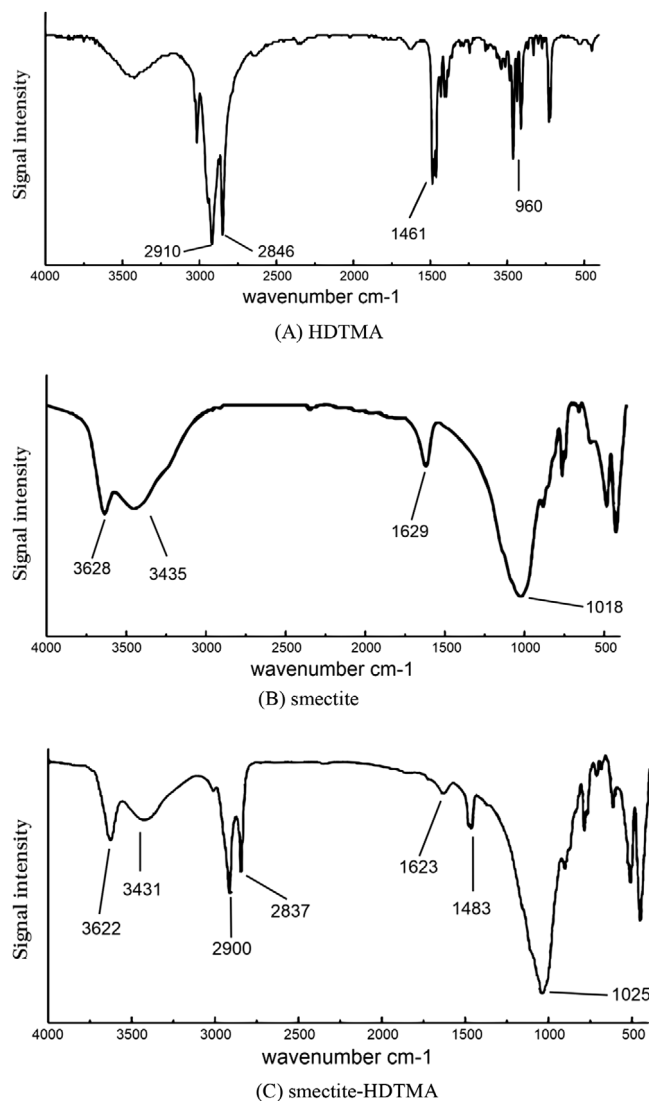 Signal intensity
2910
2846
1461
960
4000 3500 3000 2500 2000 1500 3500 500
wavenumber cm-1
(A) HDTMA
Signal intensity
3628
3435
1629
1018
4000 3500 3000 2500 2000 1500 1000 500
wavenumber cm-1
(B) smectite
Signal intensity
3622
3431
2900
2837
1623
1483
1025
4000 3500 3000 2500 2000 1500 1000 500
wavenumber cm-1
(C) smectite-HDTMA